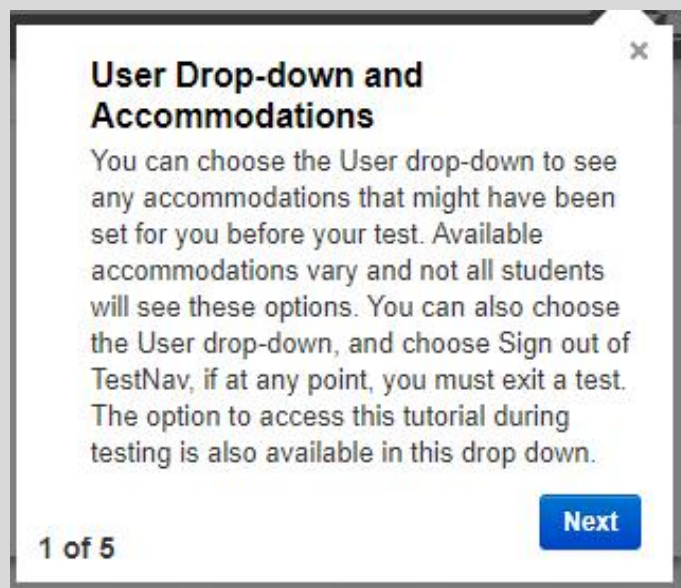 ×
User Drop-down and
Accommodations
You can choose the User drop-down to see
any accommodations that might have been
set for you before your test. Available
accommodations vary and not all students
will see these options. You can also choose
the User drop-down, and choose Sign out of
TestNav, if at any point, you must exit a test.
The option to access this tutorial during
testing is also available in this drop down.
Next
1 of 5